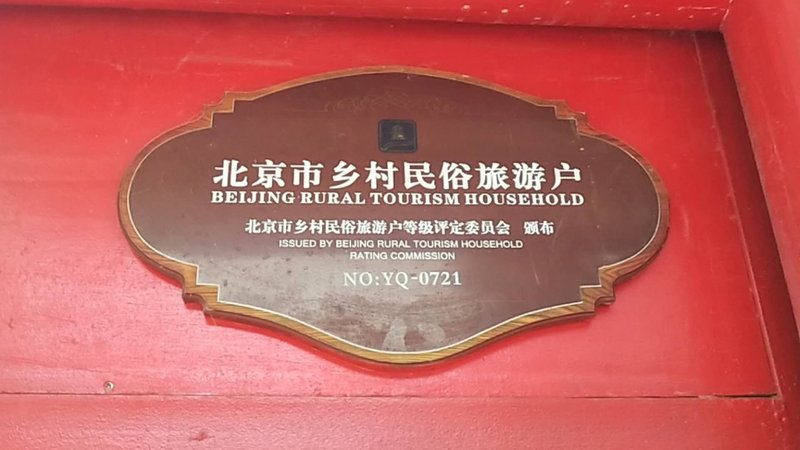 北京市乡村民俗旅游户
BEIJING RURAL TOURISM HOUSEHOLD
北京市乡村民俗旅游户等级评定委员会 颁布
ISSUED BY BEIJING RURAL TOURISM HOUSEHOLD
RATING COMMISSION
NO:YQ-0721